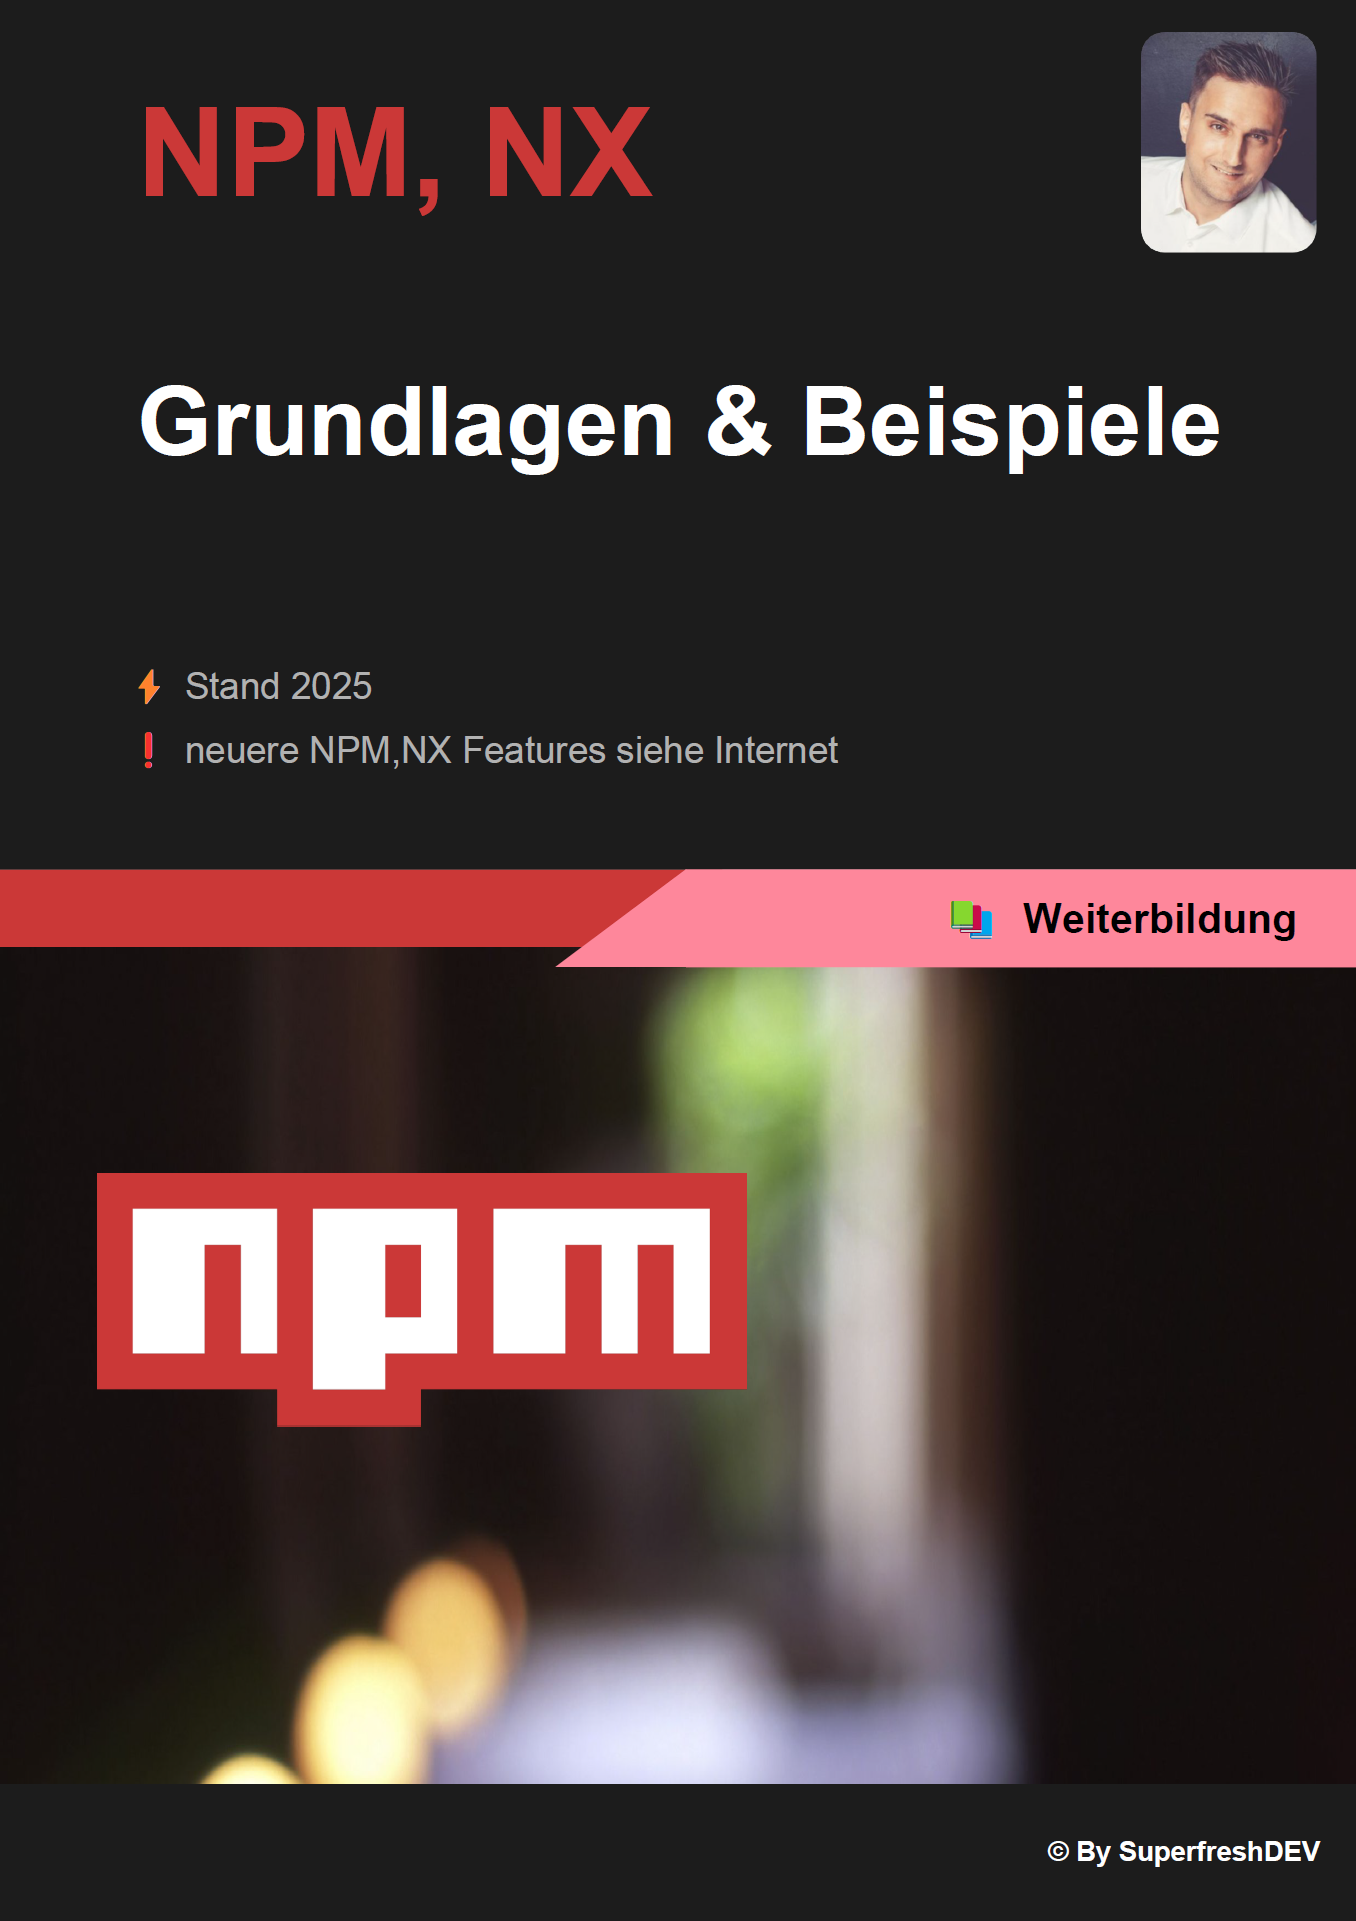 NPM, NX
Grundlagen & Beispiele
Stand 2025
neuere NPM,NX Features siehe Internet
Weiterbildung
npm
© By SuperfreshDEV